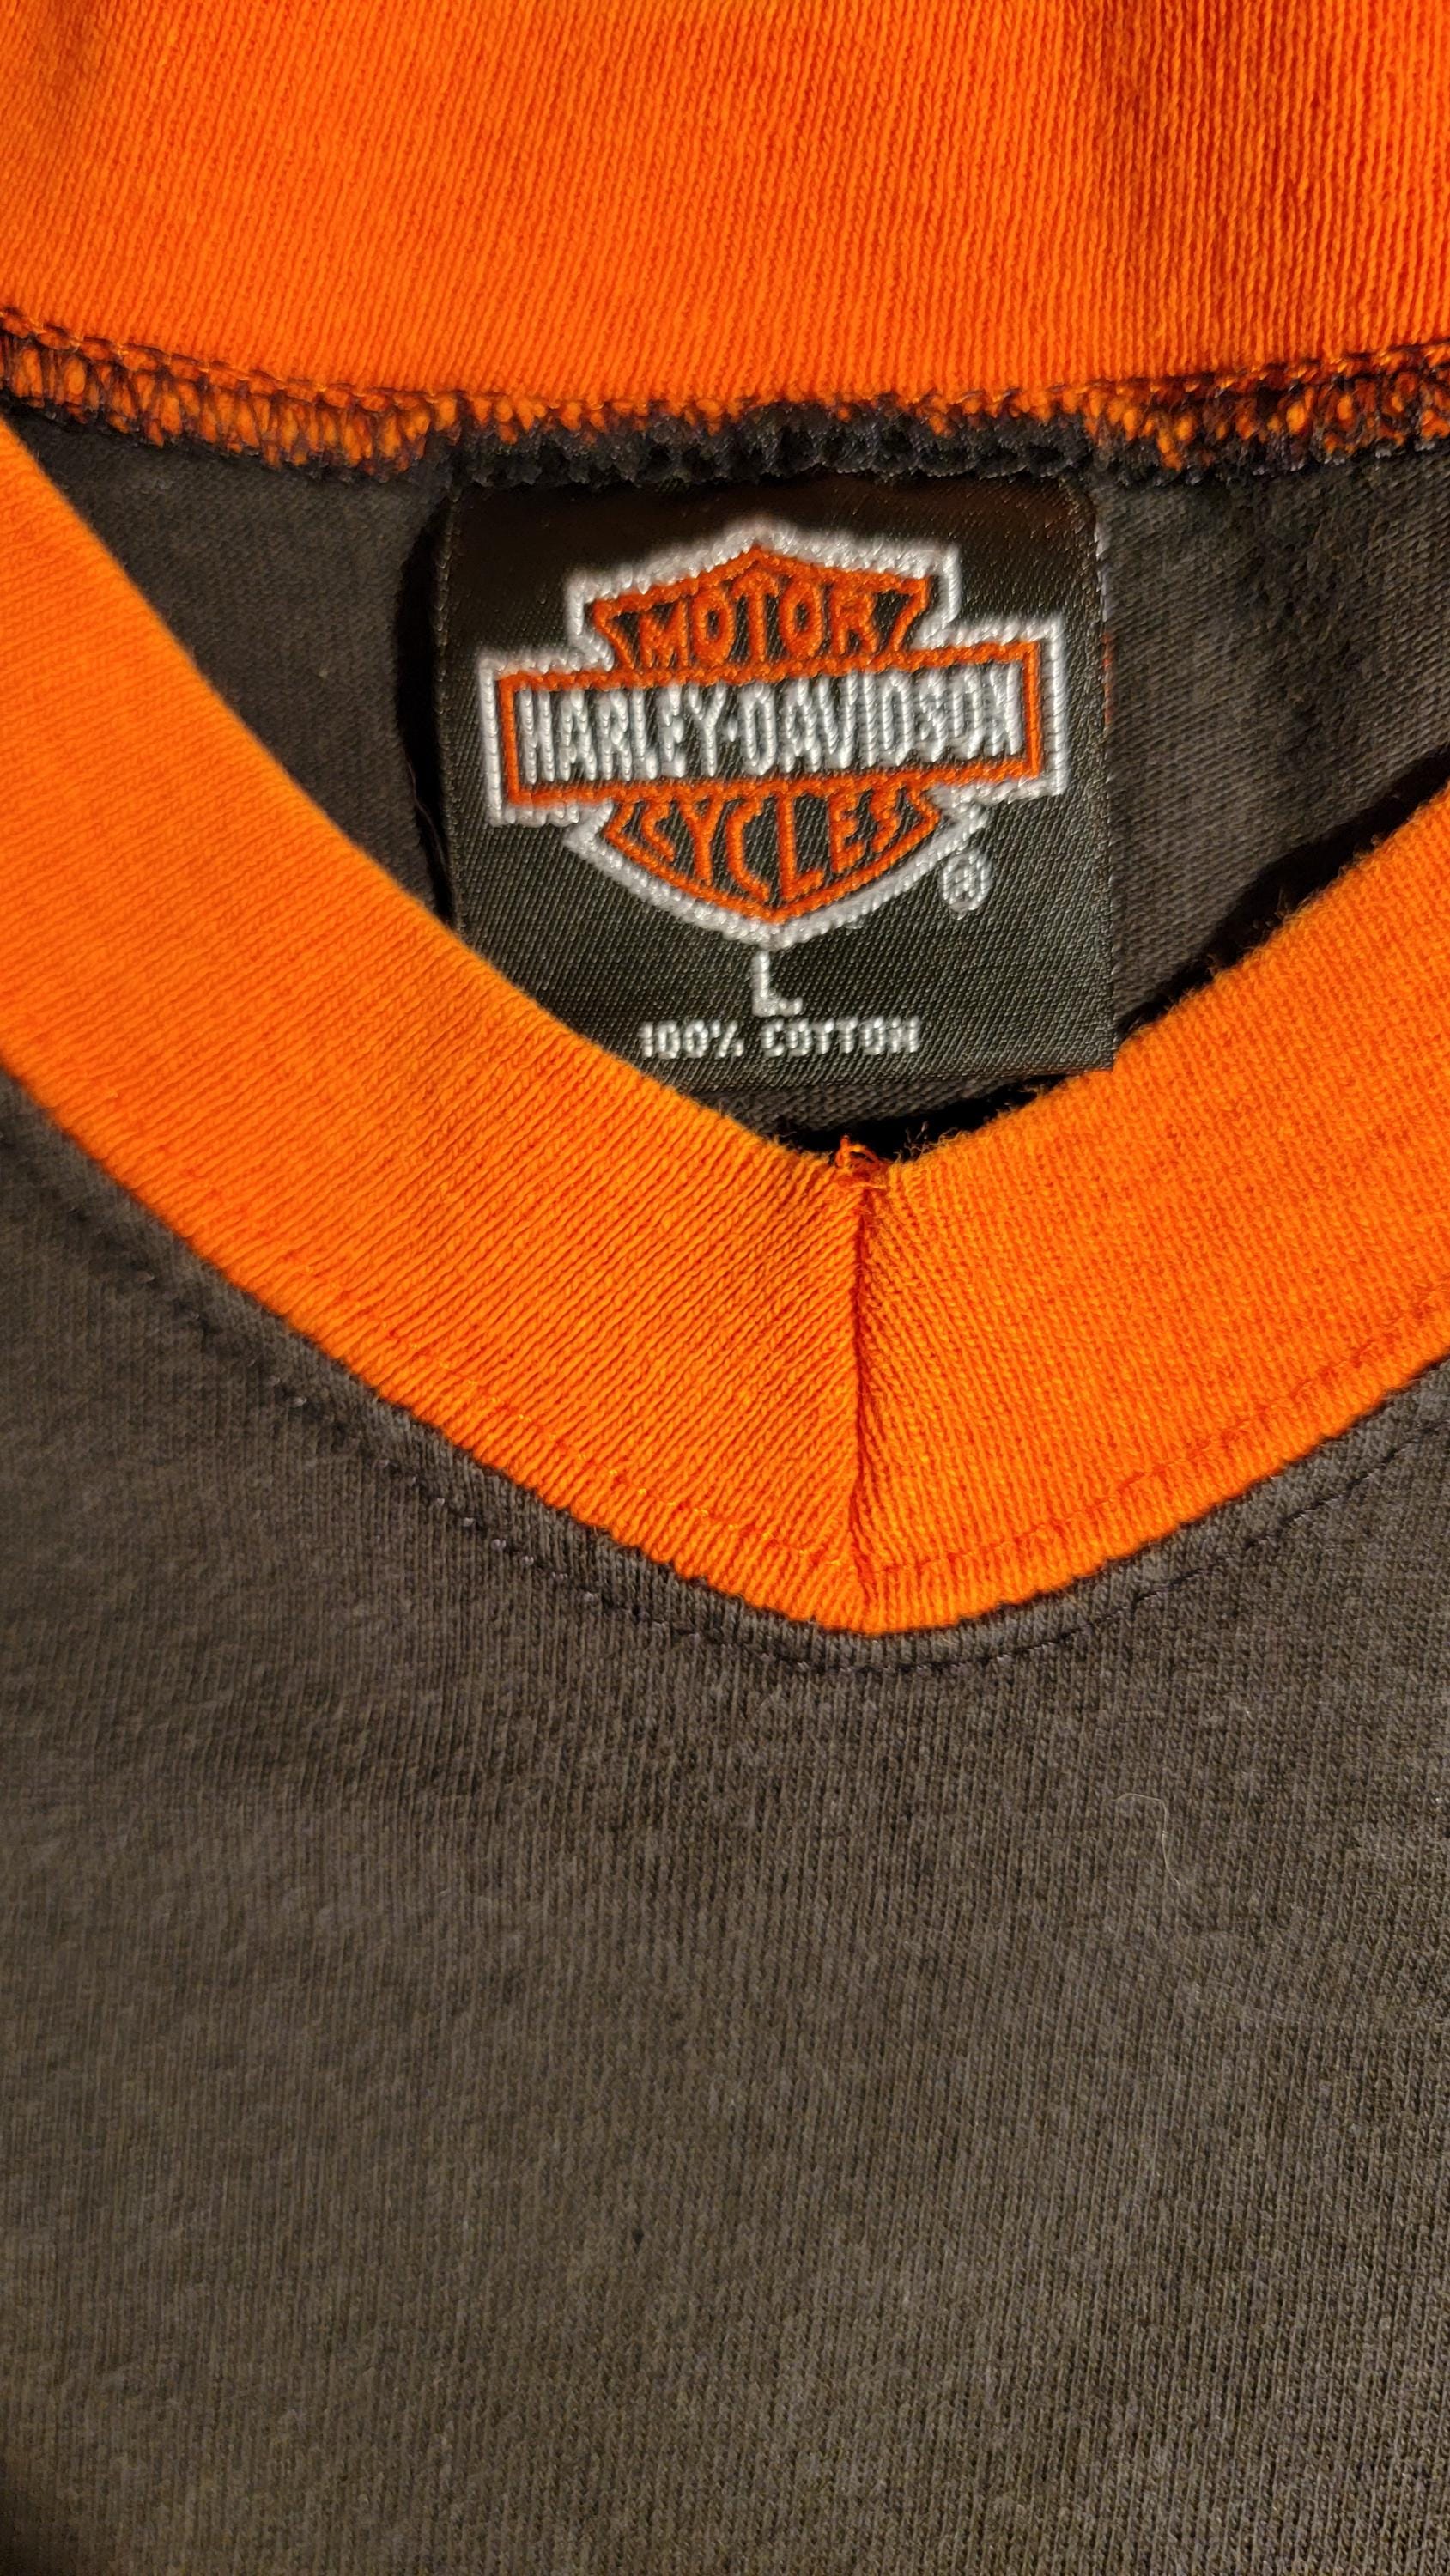 MOTOR
HARLEY-DAVIDSON
CYCLES
®
L
100% COTTON